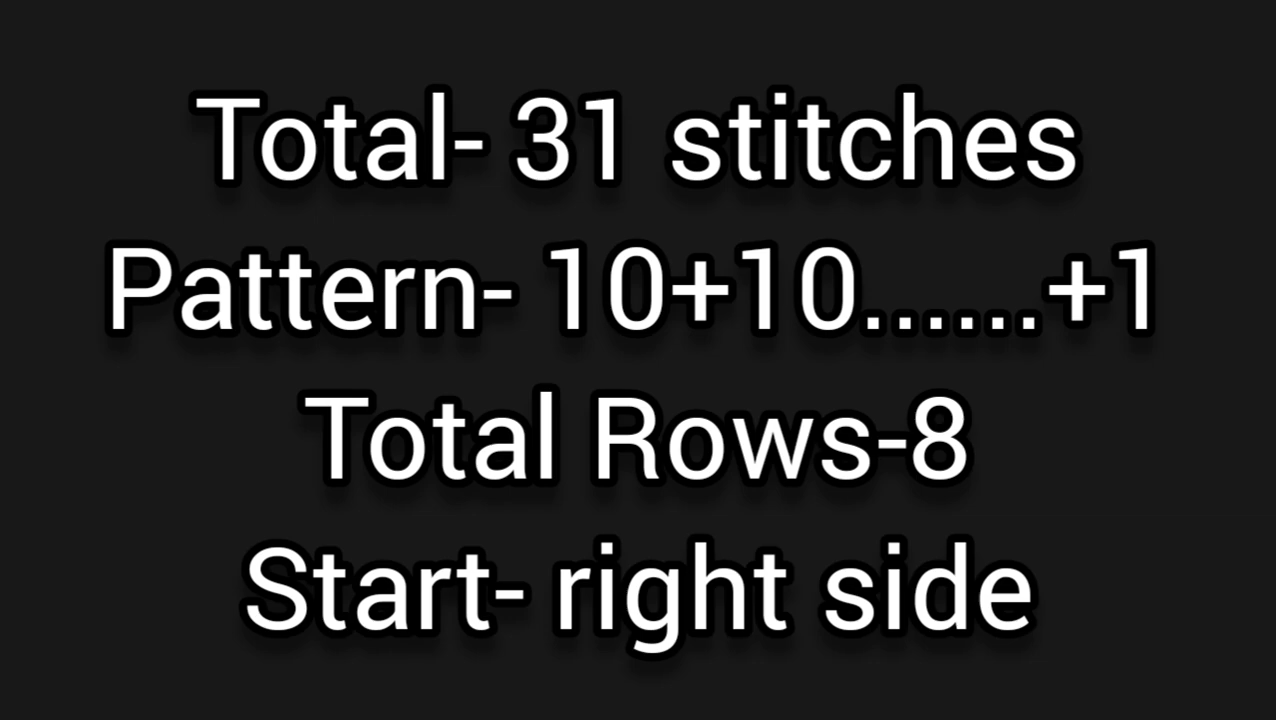 Total- 31 stitches
Pattern- 10+10......+1
Total Rows-8
Start- right side